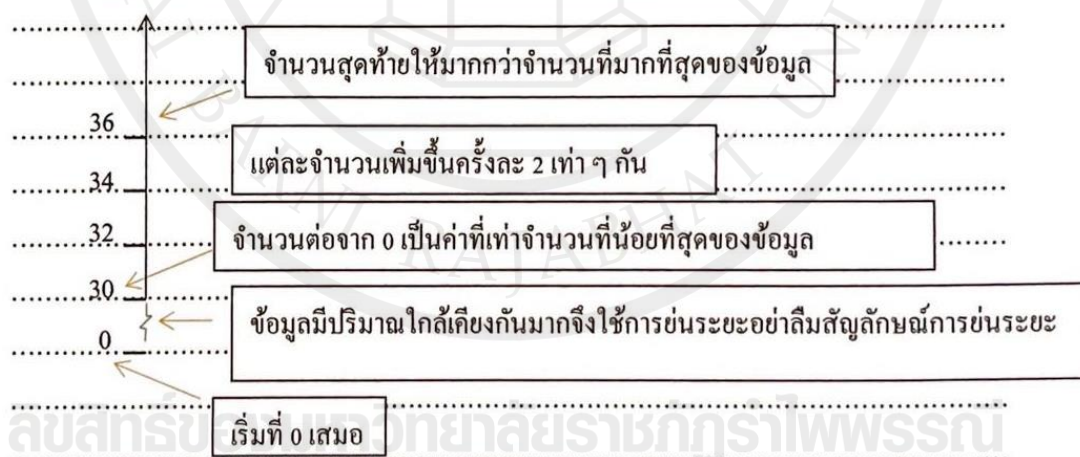 จำนวนสุดท้ายให้มากกว่าจำนวนที่มากที่สุดของข้อมูล
36
แต่ละจำนวนเพิ่มขึ้นครั้งละ 2 เท่า ๆ กัน
34
32
จำนวนต่อจาก 0 เป็นค่าที่เท่าจำนวนที่น้อยที่สุดของข้อมูล
30
ข้อมูลมีปริมาณใกล้เคียงกันมากจึงใช้การย่นระยะอย่าลืมสัญลักษณ์การย่นระยะ
0
เริ่มที่ 0 เสมอ
RAJABHAT